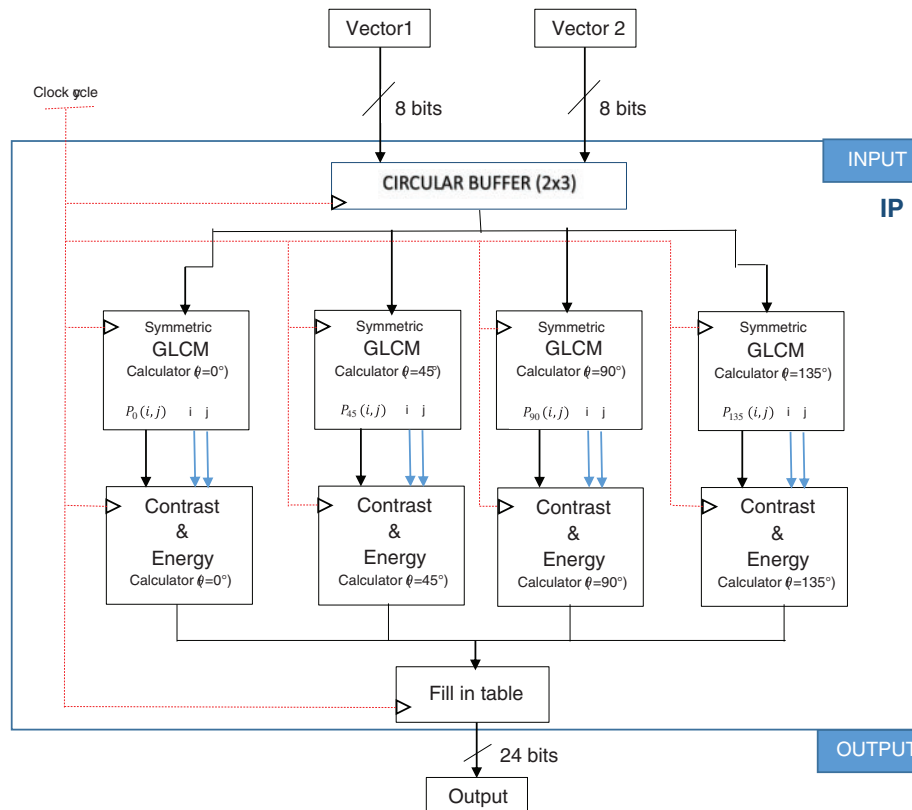 Vector1
Vector 2
Clock cycle
8 bits
8 bits
INPUT
CIRCULAR BUFFER (2x3)
IP
Symmetric
GLCM
Calculator (θ=0°)
P0(i,j) i j
Symmetric
GLCM
Calculator (θ=45°)
P45(i,j) i j
Symmetric
GLCM
Calculator (θ=90°)
P90(i,j) i j
Symmetric
GLCM
Calculator (θ=135°)
P135(i,j) i j
Contrast
&
Energy
Calculator (θ=0°)
Contrast
&
Energy
Calculator (θ=45°)
Contrast
&
Energy
Calculator (θ=90°)
Contrast
&
Energy
Calculator (θ=135°)
Fill in table
24 bits
OUTPUT
Output